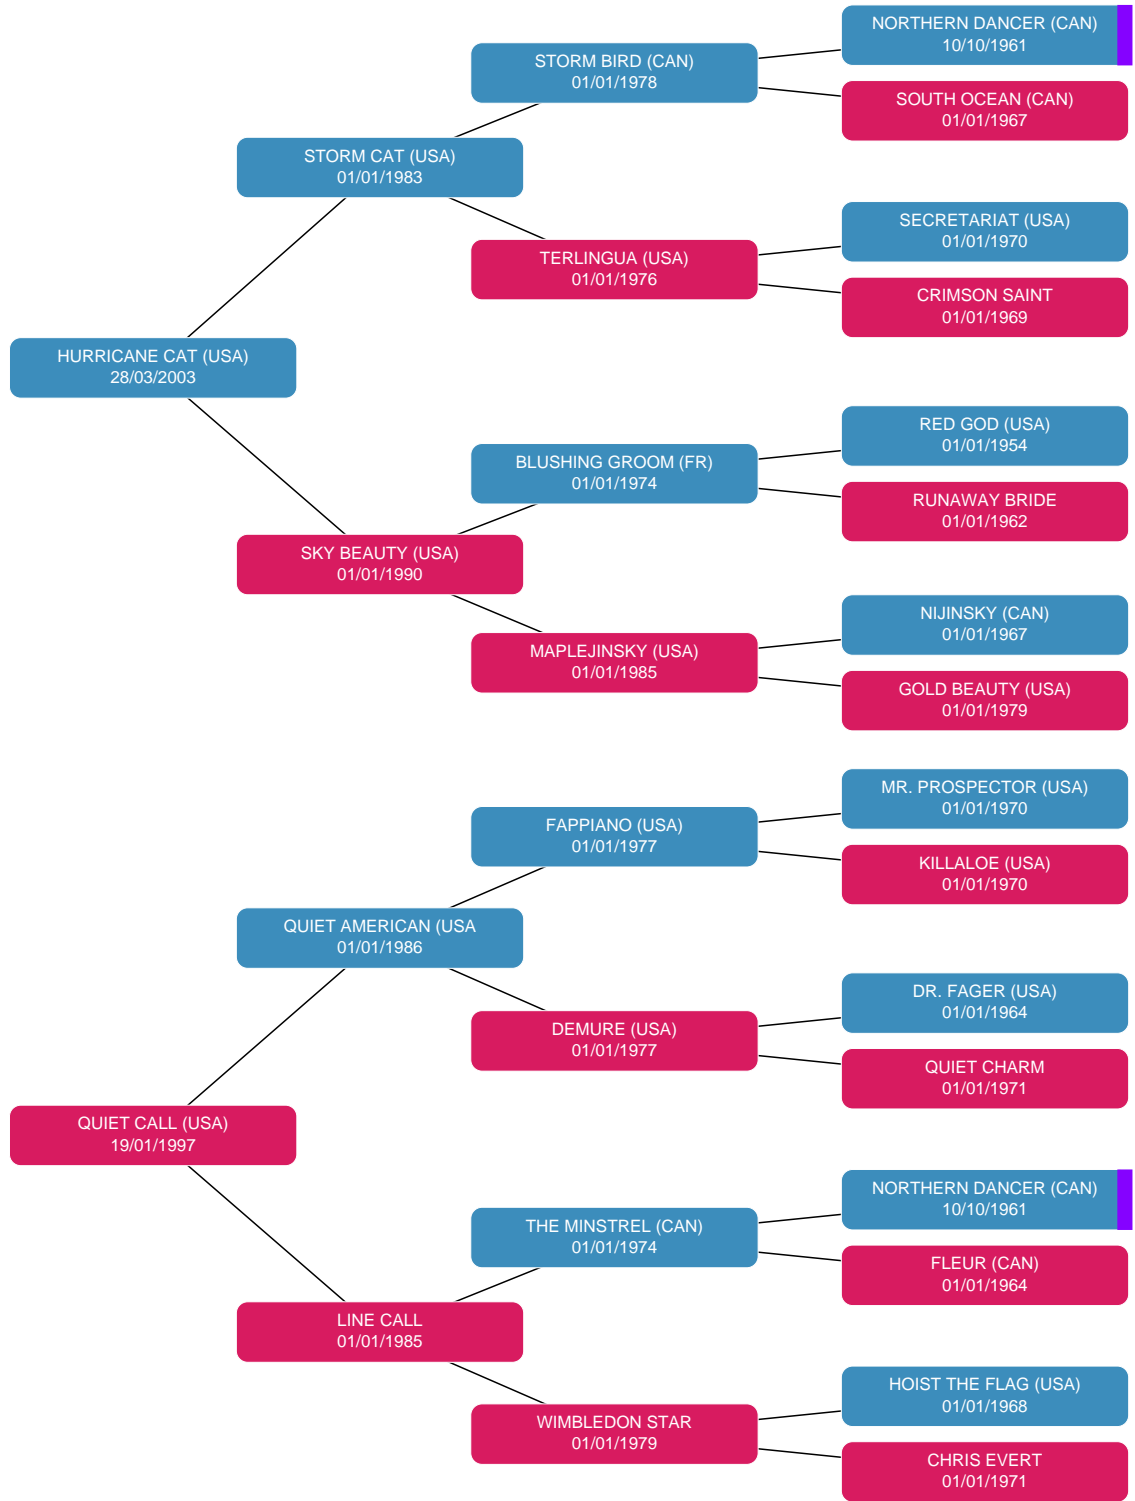 NORTHERN DANCER (CAN)
10/10/1961
STORM BIRD (CAN)
01/01/1978
SOUTH OCEAN (CAN)
01/01/1967
STORM CAT (USA)
01/01/1983
SECRETARIAT (USA)
01/01/1970
TERLINGUA (USA)
01/01/1976
CRIMSON SAINT
01/01/1969
HURRICANE CAT (USA)
28/03/2003
RED GOD (USA)
01/01/1954
BLUSHING GROOM (FR)
01/01/1974
RUNAWAY BRIDE
01/01/1962
SKY BEAUTY (USA)
01/01/1990
NIJINSKY (CAN)
01/01/1967
MAPLEJINSKY (USA)
01/01/1985
GOLD BEAUTY (USA)
01/01/1979
MR. PROSPECTOR (USA)
01/01/1970
FAPPIANO (USA)
01/01/1977
KILLALOE (USA)
01/01/1970
QUIET AMERICAN (USA
01/01/1986
DR. FAGER (USA)
01/01/1964
DEMURE (USA)
01/01/1977
QUIET CHARM
01/01/1971
QUIET CALL (USA)
19/01/1997
NORTHERN DANCER (CAN)
10/10/1961
THE MINSTREL (CAN)
01/01/1974
FLEUR (CAN)
01/01/1964
LINE CALL
01/01/1985
HOIST THE FLAG (USA)
01/01/1968
WIMBLEDON STAR
01/01/1979
CHRIS EVERT
01/01/1971